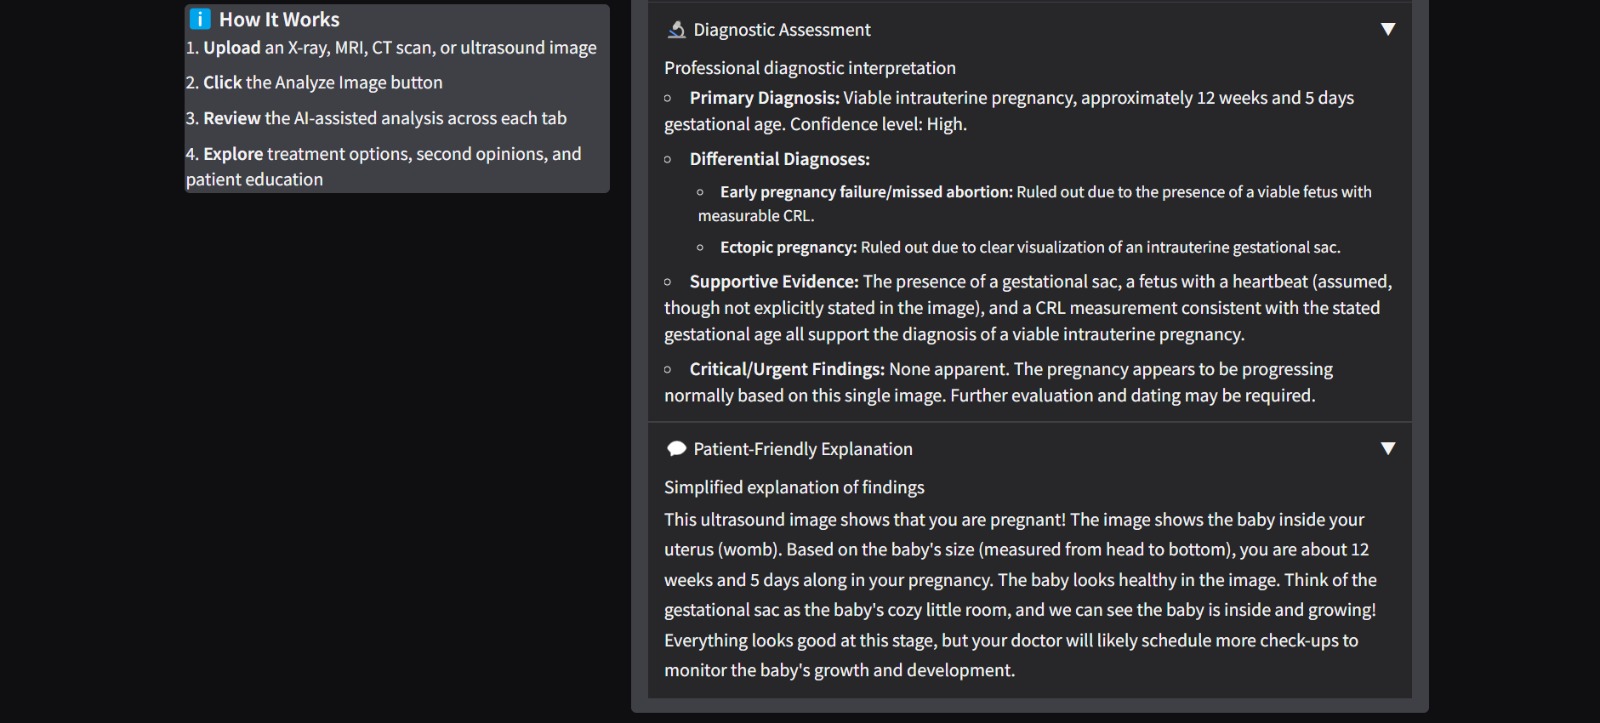 ℹ️ How It Works
1. Upload an X-ray, MRI, CT scan, or ultrasound image
2. Click the Analyze Image button
3. Review the AI-assisted analysis across each tab
4. Explore treatment options, second opinions, and
patient education
🔬 Diagnostic Assessment ▼
Professional diagnostic interpretation
◦ Primary Diagnosis: Viable intrauterine pregnancy, approximately 12 weeks and 5 days
gestational age. Confidence level: High.
◦ Differential Diagnoses:
◦ Early pregnancy failure/missed abortion: Ruled out due to the presence of a viable fetus with
measurable CRL.
◦ Ectopic pregnancy: Ruled out due to clear visualization of an intrauterine gestational sac.
◦ Supportive Evidence: The presence of a gestational sac, a fetus with a heartbeat (assumed,
though not explicitly stated in the image), and a CRL measurement consistent with the stated
gestational age all support the diagnosis of a viable intrauterine pregnancy.
◦ Critical/Urgent Findings: None apparent. The pregnancy appears to be progressing
normally based on this single image. Further evaluation and dating may be required.
💬 Patient-Friendly Explanation ▼
Simplified explanation of findings
This ultrasound image shows that you are pregnant! The image shows the baby inside your
uterus (womb). Based on the baby's size (measured from head to bottom), you are about 12
weeks and 5 days along in your pregnancy. The baby looks healthy in the image. Think of the
gestational sac as the baby's cozy little room, and we can see the baby is inside and growing!
Everything looks good at this stage, but your doctor will likely schedule more check-ups to
monitor the baby's growth and development.